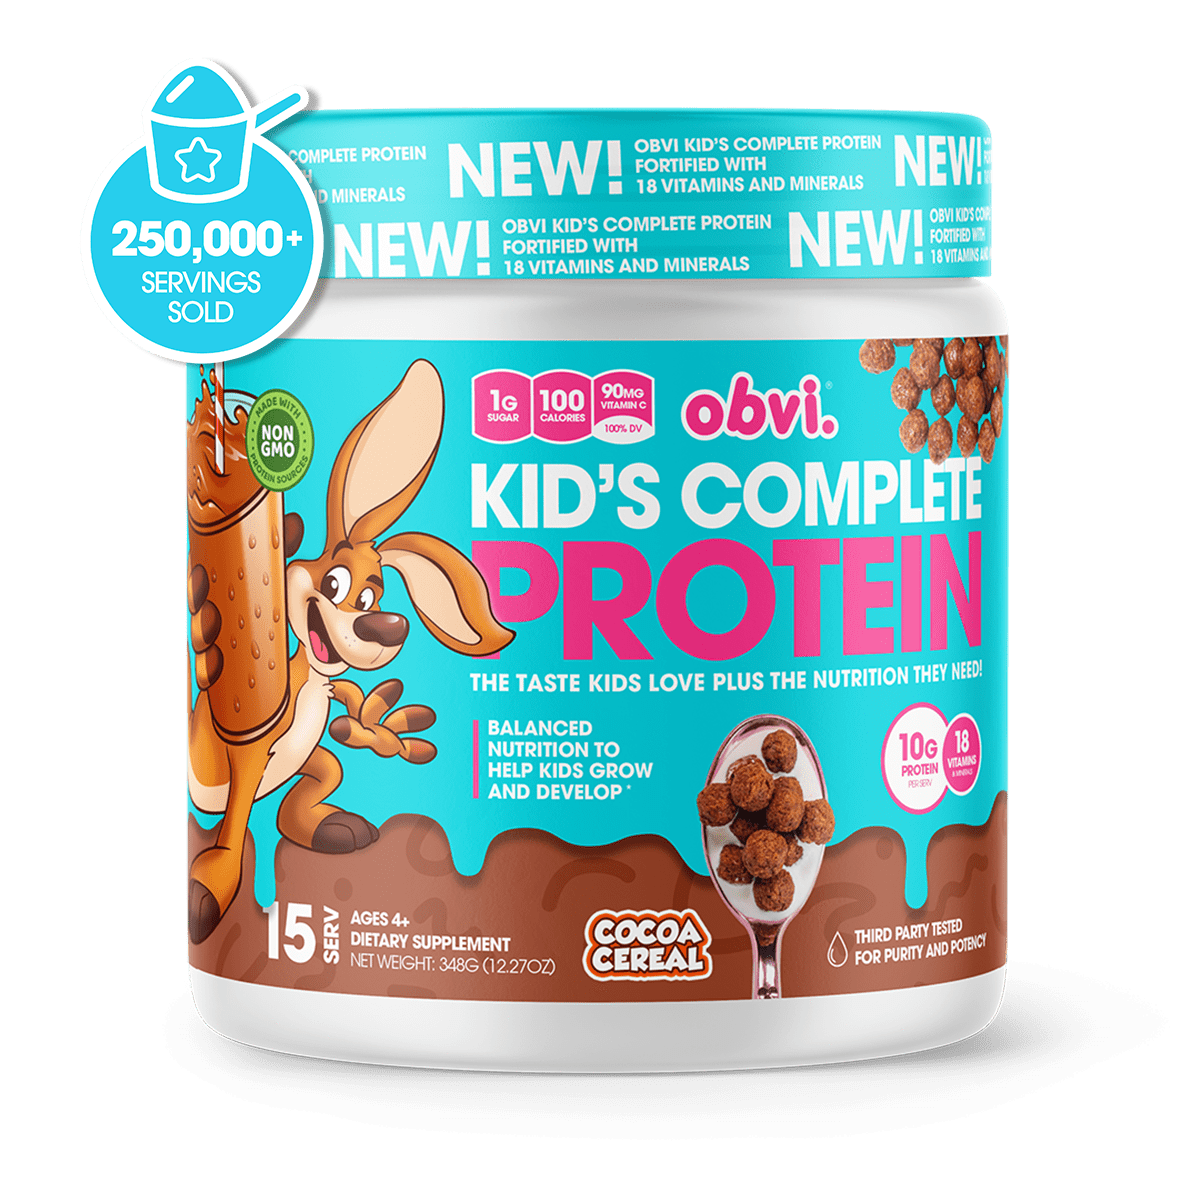 250,000+
SERVINGS
SOLD
COMPLETE PROTEIN
D MINERALS
NEW!
OBVI KID'S COMPLETE PROTEIN
FORTIFIED WITH
18 VITAMINS AND MINERALS
NEW!
NEW!
OBVI KID'S COMPLETE PROTEIN
FORTIFIED WITH
18 VITAMINS AND MINERALS
NEW!
OBVI KID'S
FORTIFIED WITH
18 VITAMINS
MADE WITH
NON
GMO
PROTEIN SOURCES
1G
SUGAR
100
CALORIES
90MG
VITAMIN C
100% DV
obvi.®
KID'S COMPLETE
PROTEIN
THE TASTE KIDS LOVE PLUS THE NUTRITION THEY NEED!
BALANCED
NUTRITION TO
HELP KIDS GROW
AND DEVELOP*
10G
PROTEIN
PER SERV
18
VITAMINS
& MINERALS
15 SERV
AGES 4+
DIETARY SUPPLEMENT
NET WEIGHT: 348G (12.27OZ)
COCOA
CEREAL
THIRD PARTY TESTED
FOR PURITY AND POTENCY